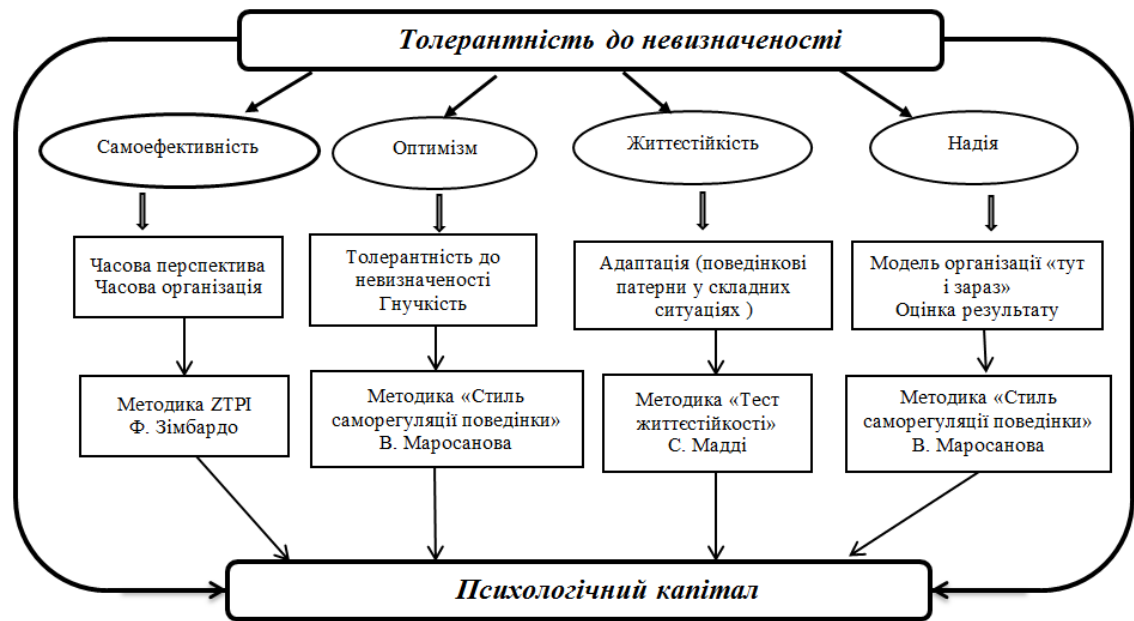 Толерантність до невизначеності
Самоефективність
Оптимізм
Життєстійкість
Надія
Часова перспектива
Часова організація
Толерантність до
невизначеності
Гнучкість
Адаптація (поведінкові
патерни у складних
ситуаціях )
Модель організації «тут
і зараз»
Оцінка результату
Методика ZTPI
Ф. Зімбардо
Методика «Стиль
саморегуляції поведінки»
В. Маросанова
Методика «Тест
життєстійкості»
С. Мадді
Методика «Стиль
саморегуляції поведінки»
В. Маросанова
Психологічний капітал